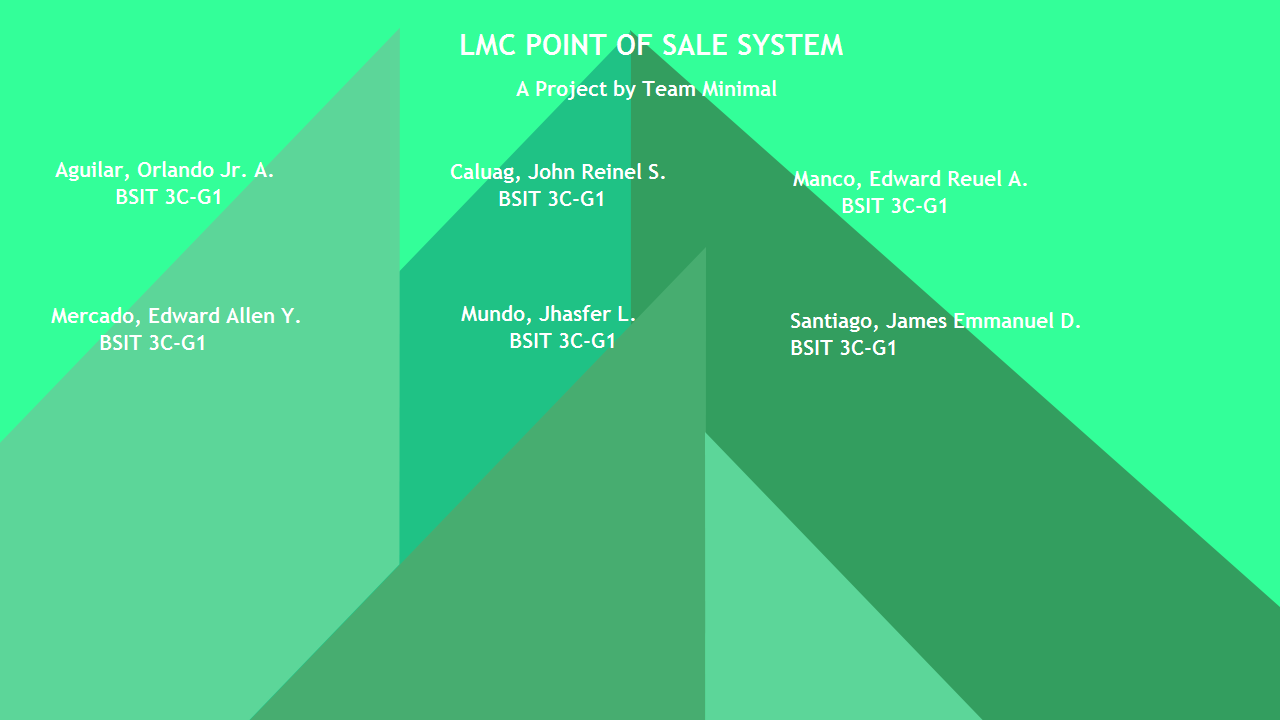 LMC POINT OF SALE SYSTEM
A Project by Team Minimal
Aguilar, Orlando Jr. A.
BSIT 3C-G1
Caluag, John Reinel S.
BSIT 3C-G1
Manco, Edward Reuel A.
BSIT 3C-G1
Mercado, Edward Allen Y.
BSIT 3C-G1
Mundo, Jhasfer L.
BSIT 3C-G1
Santiago, James Emmanuel D.
BSIT 3C-G1